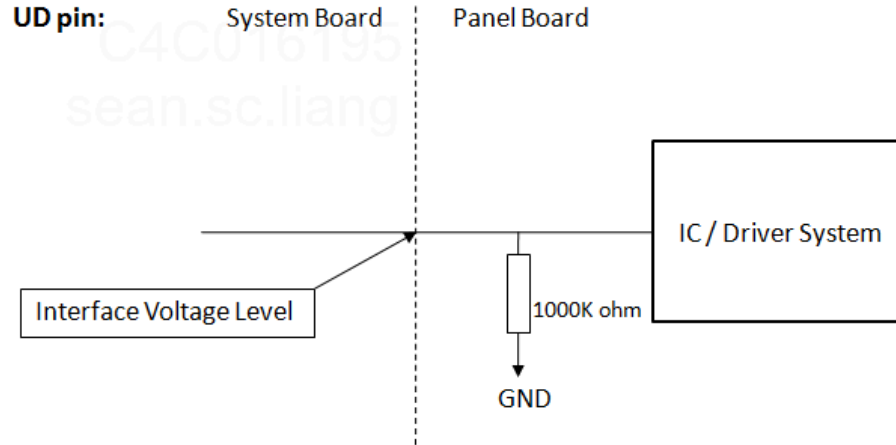 UD pin:
System Board
Panel Board
C4C016195
sean.sc.liang
IC / Driver System
Interface Voltage Level
1000K ohm
GND